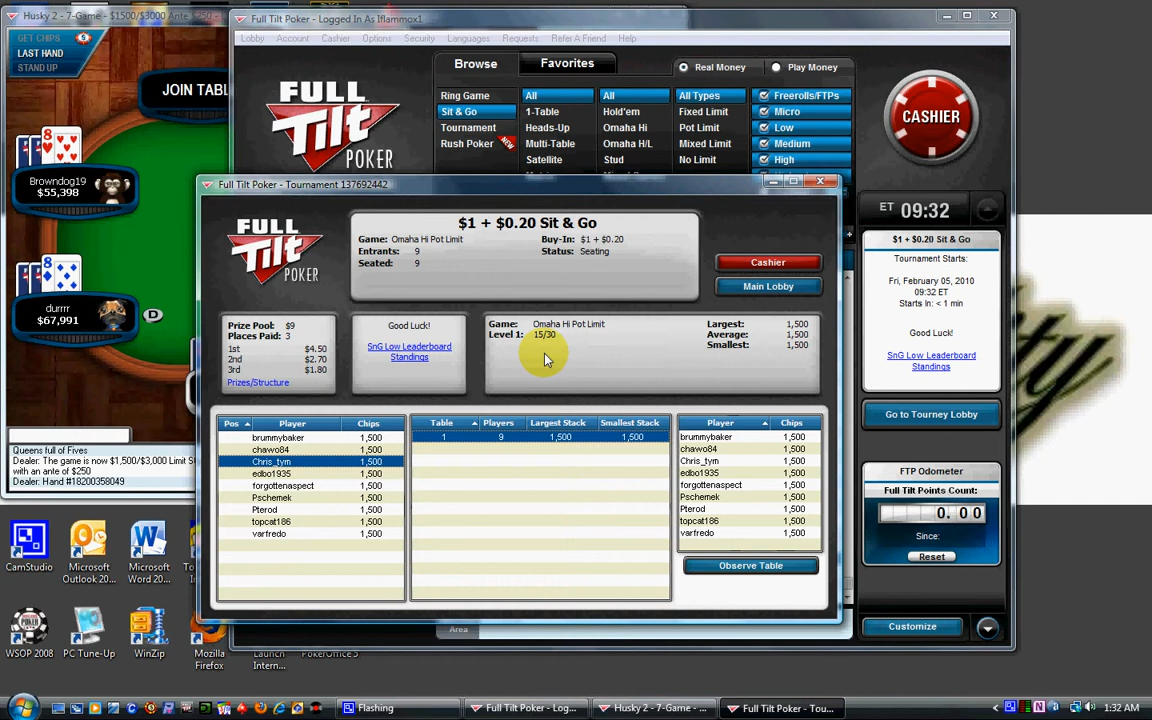 Husky 2 - 7-Game - $1500/$3000 Ante $250 -
GET CHIPS
LAST HAND
STAND UP
JOIN TABL
Browndog19
$55,398
durrrr
$67,991
D
Queens full of Fives
Dealer: The game is now $1,500/$3,000 Limit S
with an ante of $250
Dealer: Hand #18200358049
Full Tilt Poker - Logged In As Iflammox1
Lobby Account Cashier Options Security Languages Requests Refer A Friend Help
FULL
TILT
POKER
Browse
Favorites
Real Money
Play Money
Ring Game
Sit & Go
Tournament
Rush Poker
NEW
All
1-Table
Heads-Up
Multi-Table
Satellite
All
Hold'em
Omaha Hi
Omaha H/L
Stud
All Types
Fixed Limit
Pot Limit
Mixed Limit
No Limit
Freerolls/FTPs
Micro
Low
Medium
High
CASHIER
ET 09:32
$1 + $0.20 Sit & Go
Tournament Starts:
Fri, February 05, 2010
09:32 ET
Starts In: < 1 min
Good Luck!
SnG Low Leaderboard
Standings
Go to Tourney Lobby
FTP Odometer
Full Tilt Points Count:
0.00
Since:
Reset
Customize
Full Tilt Poker - Tournament 137692442
FULL
TILT
POKER
$1 + $0.20 Sit & Go
Game: Omaha Hi Pot Limit
Buy-In: $1 + $0.20
Entrants: 9
Status: Seating
Seated: 9
Cashier
Main Lobby
Prize Pool: $9
Places Paid: 3
1st $4.50
2nd $2.70
3rd $1.80
Prizes/Structure
Good Luck!
SnG Low Leaderboard
Standings
Game: Omaha Hi Pot Limit
Level 1: 15/30
Largest: 1,500
Average: 1,500
Smallest: 1,500
Pos Player Chips
brummybaker 1,500
chawo84 1,500
Chris_tym 1,500
edbo1935 1,500
forgottenaspect 1,500
Pschemek 1,500
Pterod 1,500
topcat186 1,500
varfredo 1,500
Table Players Largest Stack Smallest Stack
1 9 1,500 1,500
Player Chips
brummybaker 1,500
chawo84 1,500
Chris_tym 1,500
edbo1935 1,500
forgottenaspect 1,500
Pschemek 1,500
Pterod 1,500
topcat186 1,500
varfredo 1,500
Observe Table
Area
CamStudio
Microsoft
Outlook 20...
Microsoft
Word 20...
WSOP 2008
PC Tune-Up
WinZip
Mozilla
Firefox
Launch
Intern...
PokerOffice 5
Flashing
Full Tilt Poker - Log...
Husky 2 - 7-Game - ...
Full Tilt Poker - Tou...
1:32 AM